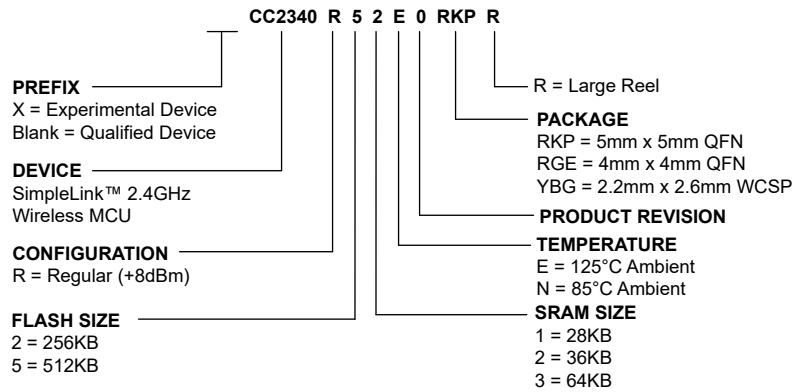 CC2340 R 5 2 E 0 RKP R
PREFIX
X = Experimental Device
Blank = Qualified Device
DEVICE
SimpleLink™ 2.4GHz
Wireless MCU
CONFIGURATION
R = Regular (+8dBm)
FLASH SIZE
2 = 256KB
5 = 512KB
R = Large Reel
PACKAGE
RKP = 5mm x 5mm QFN
RGE = 4mm x 4mm QFN
YBG = 2.2mm x 2.6mm WCSP
PRODUCT REVISION
TEMPERATURE
E = 125°C Ambient
N = 85°C Ambient
SRAM SIZE
1 = 28KB
2 = 36KB
3 = 64KB